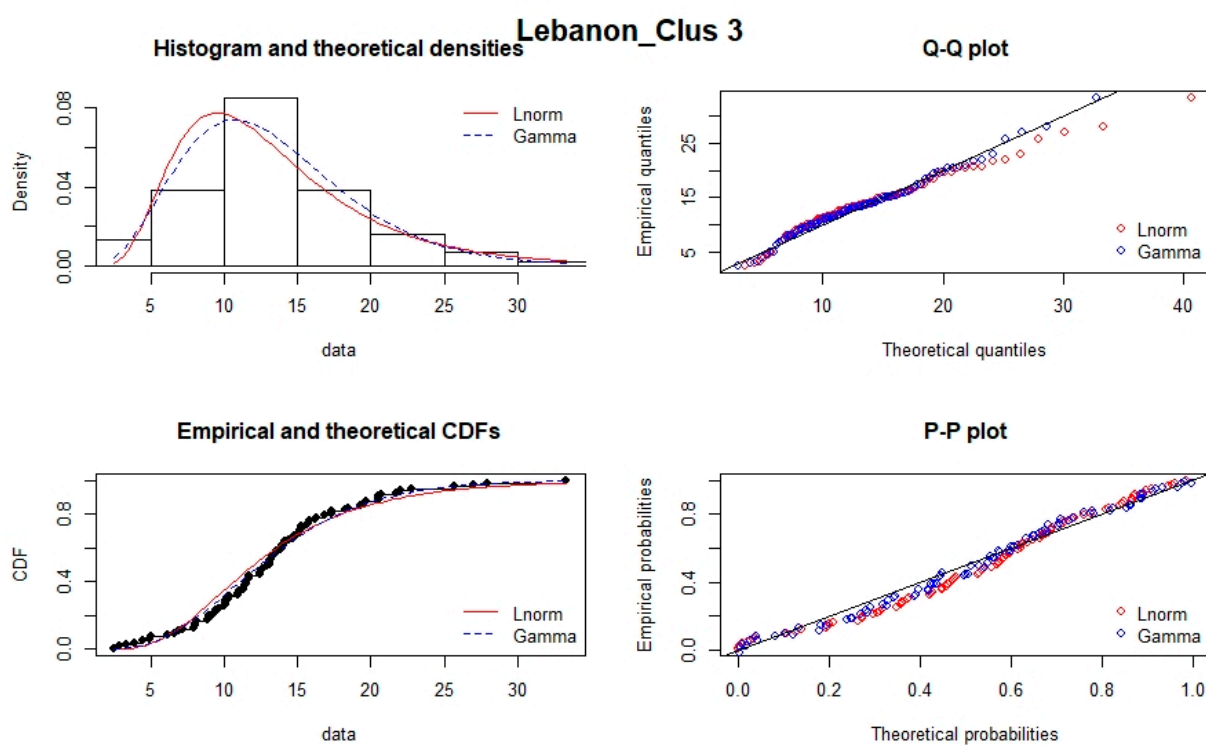 Lebanon_Clus 3
Histogram and theoretical densities
Density
0.00 0.04 0.08
Lnorm
Gamma
5 10 15 20 25 30
data
Q-Q plot
Empirical quantiles
5 15 25
Lnorm
Gamma
10 20 30 40
Theoretical quantiles
Empirical and theoretical CDFs
CDF
0.0 0.4 0.8
Lnorm
Gamma
5 10 15 20 25 30
data
P-P plot
Empirical probabilities
0.0 0.4 0.8
Lnorm
Gamma
0.0 0.2 0.4 0.6 0.8 1.0
Theoretical probabilities